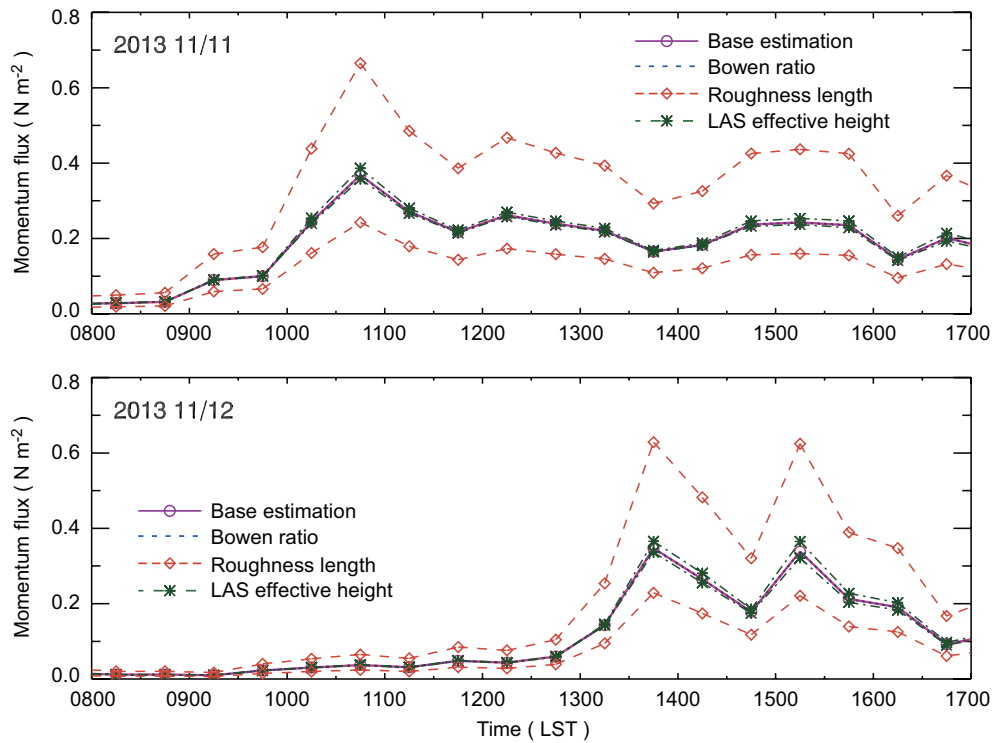 0.8
0.6
0.4
0.2
0.0
Momentum flux ( N m-2 )
2013 11/11
Base estimation
Bowen ratio
Roughness length
LAS effective height
0800 0900 1000 1100 1200 1300 1400 1500 1600 1700
0.8
0.6
0.4
0.2
0.0
Momentum flux ( N m-2 )
2013 11/12
Base estimation
Bowen ratio
Roughness length
LAS effective height
0800 0900 1000 1100 1200 1300 1400 1500 1600 1700
Time ( LST )